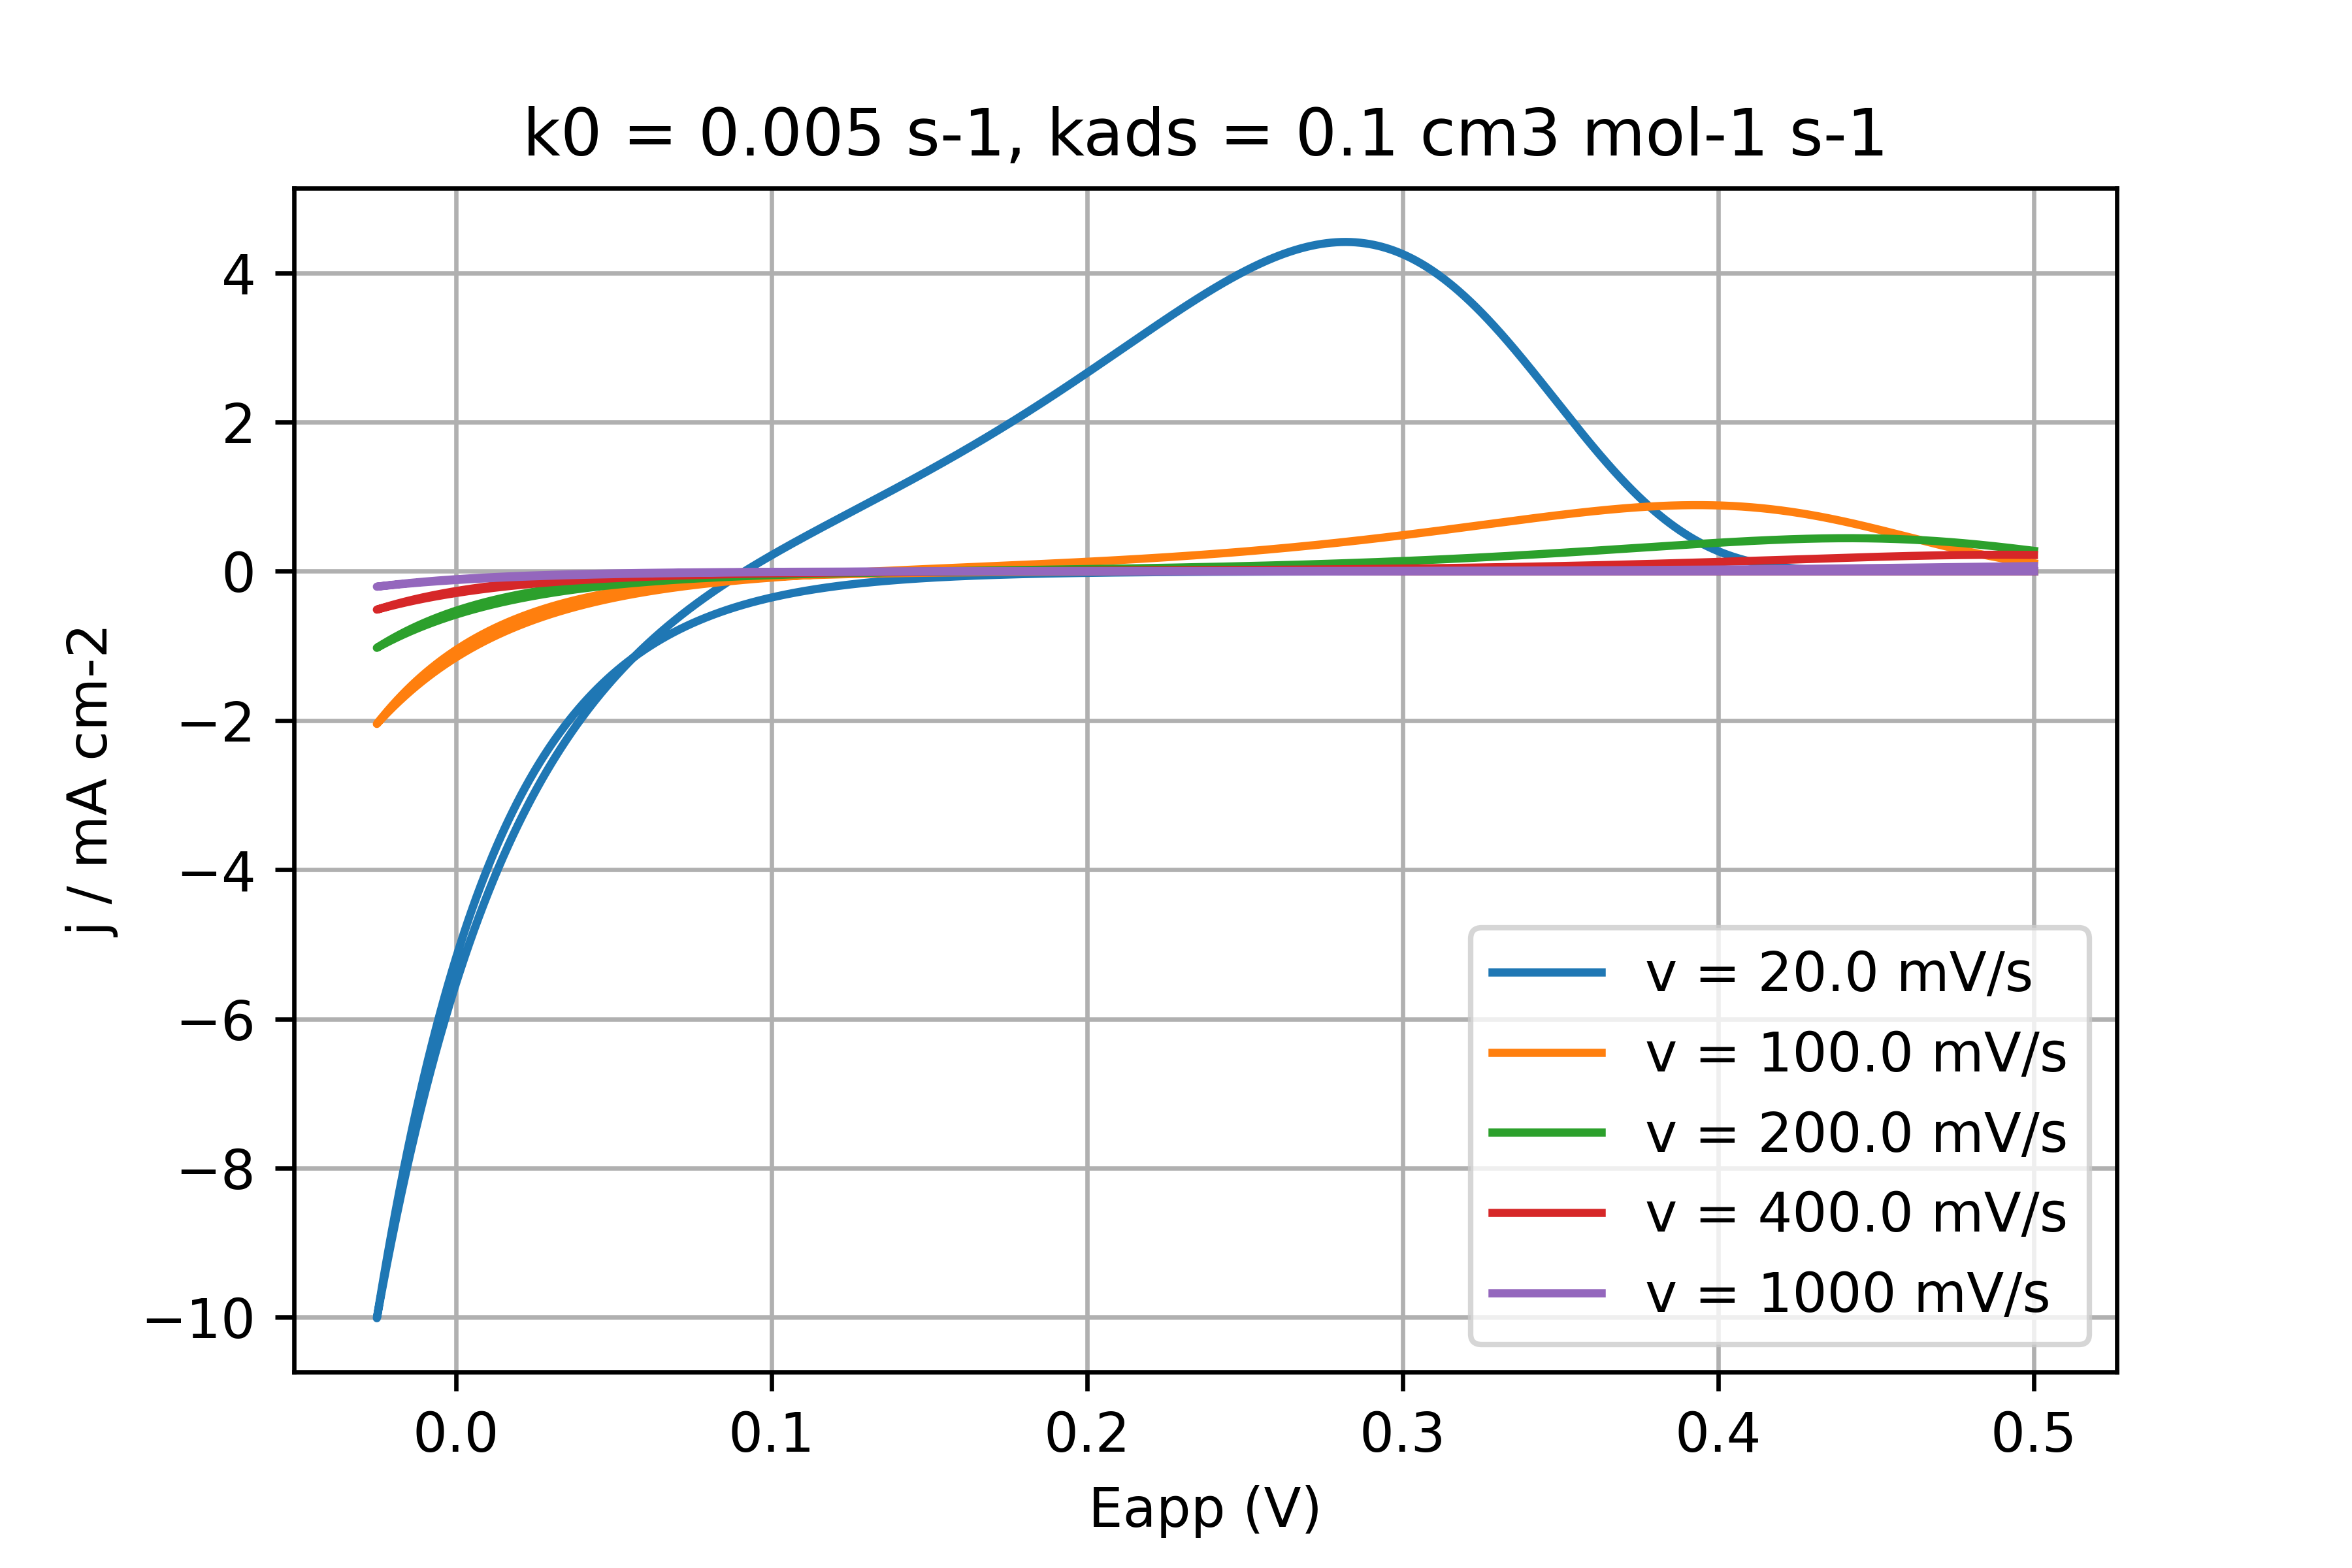 k0 = 0.005 s-1, kads = 0.1 cm3 mol-1 s-1
j / mA cm-2
4
2
0
−2
−4
−6
−8
−10
v = 20.0 mV/s
v = 100.0 mV/s
v = 200.0 mV/s
v = 400.0 mV/s
v = 1000 mV/s
0.0 0.1 0.2 0.3 0.4 0.5
Eapp (V)